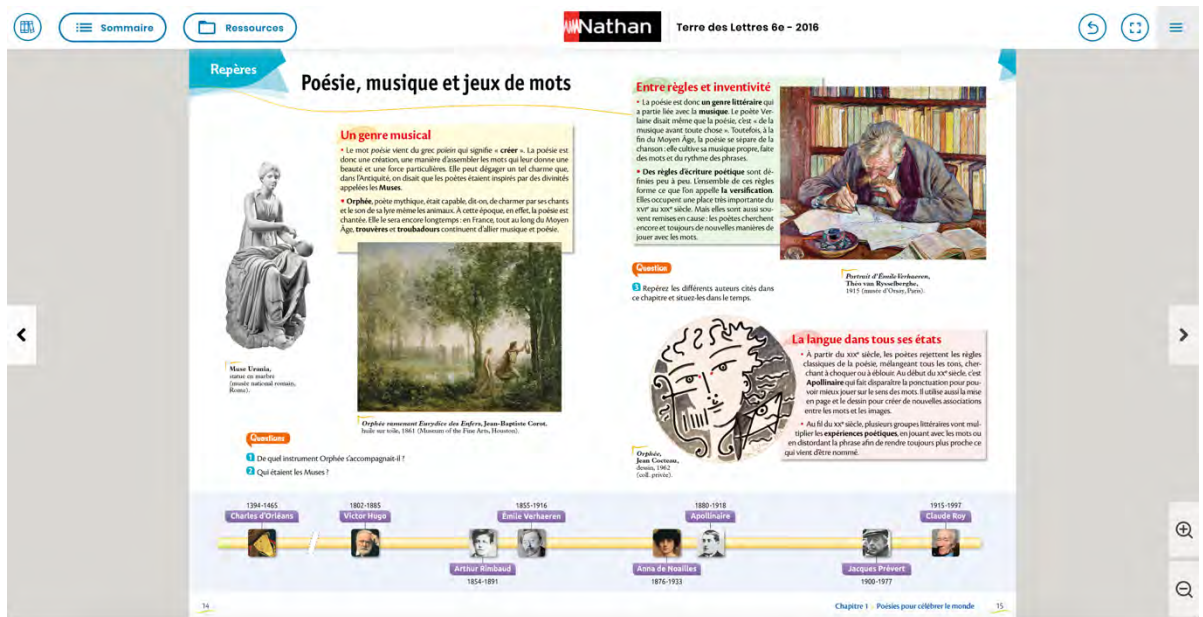 Sommaire
Ressources
Nathan
Terre des Lettres 6e - 2016
Repères
Poésie, musique et jeux de mots
Un genre musical
• Le mot poésie vient du grec poiein qui signifie « créer ». La poésie est
donc une création, une manière d'assembler les mots qui leur donne une
beauté et une force particulières. Elle peut dégager un tel charme que,
dans l'Antiquité, on disait que les poètes étaient inspirés par des divinités
appelées les Muses.
• Orphée, poète mythique, était capable, dit-on, de charmer par ses chants
et le son de sa lyre même les animaux. À cette époque, en effet, la poésie est
chantée. Elle le sera encore longtemps : en France, tout au long du Moyen
Âge, trouvères et troubadours continuent d'allier musique et poésie.
Muse Urania,
statue en marbre
(musée national romain,
Rome).
Orphée ramenant Eurydice des Enfers, Jean-Baptiste Corot,
huile sur toile, 1861 (Museum of the Fine Arts, Houston).
Questions
1 De quel instrument Orphée s'accompagnait-il ?
2 Qui étaient les Muses ?
Entre règles et inventivité
• La poésie est donc un genre littéraire qui
a partie liée avec la musique. Le poète Ver-
laine disait même que la poésie, c'est « de la
musique avant toute chose ». Toutefois, à la
fin du Moyen Âge, la poésie se sépare de la
chanson : elle cultive sa musique propre, faite
des mots et du rythme des phrases.
• Des règles d'écriture poétique sont dé-
finies peu à peu. L'ensemble de ces règles
forme ce que l'on appelle la versification.
Elles occupent une place très importante du
XVIe au XIXe siècle. Mais elles sont aussi sou-
vent remises en cause : les poètes cherchent
encore et toujours de nouvelles manières de
jouer avec les mots.
Question
3 Repérez les différents auteurs cités dans
ce chapitre et situez-les dans le temps.
Portrait d'Émile Verhaeren,
Théo van Rysselberghe,
1915 (musée d'Orsay, Paris).
La langue dans tous ses états
• À partir du XIXe siècle, les poètes rejettent les règles
classiques de la poésie, mélangeant tous les tons, cher-
chant à choquer ou à éblouir. Au début du XXe siècle, c'est
Apollinaire qui fait disparaître la ponctuation pour pou-
voir mieux jouer sur le sens des mots. Il utilise aussi la mise
en page et le dessin pour créer de nouvelles associations
entre les mots et les images.
• Au fil du XXe siècle, plusieurs groupes littéraires vont mul-
tiplier les expériences poétiques, en jouant avec les mots ou
en distordant la phrase afin de rendre toujours plus proche ce
qui vient d'être nommé.
Orphée,
Jean Cocteau,
dessin, 1962
(coll. privée).
1394-1465
Charles d'Orléans
1802-1885
Victor Hugo
1855-1916
Émile Verhaeren
1880-1918
Apollinaire
1915-1997
Claude Roy
Arthur Rimbaud
1854-1891
Anna de Noailles
1876-1933
Jacques Prévert
1900-1977
14
Chapitre 1 Poésies pour célébrer le monde 15